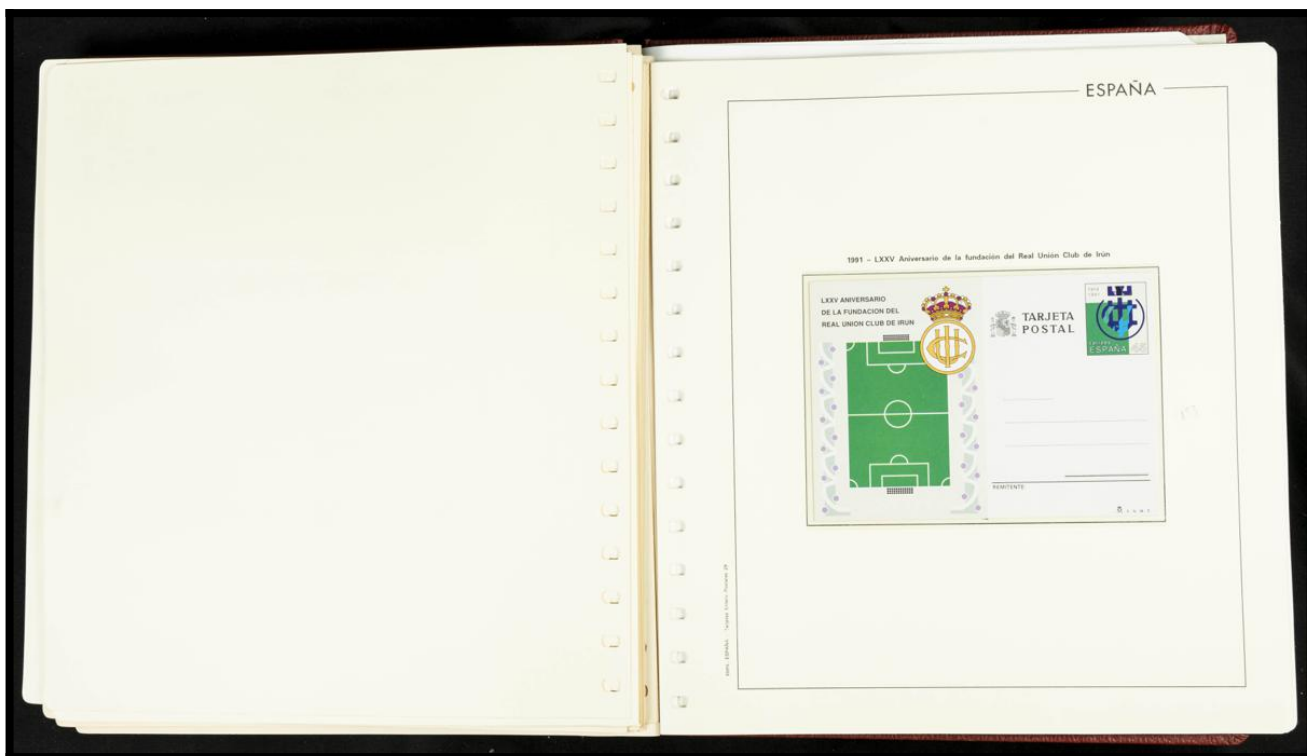 ESPAÑA
1991 – LXXV Aniversario de la fundación del Real Unión Club de Irún
LXXV ANIVERSARIO
DE LA FUNDACION DEL
REAL UNION CLUB DE IRUN
TARJETA
POSTAL
ESPAÑA
REMITENTE: